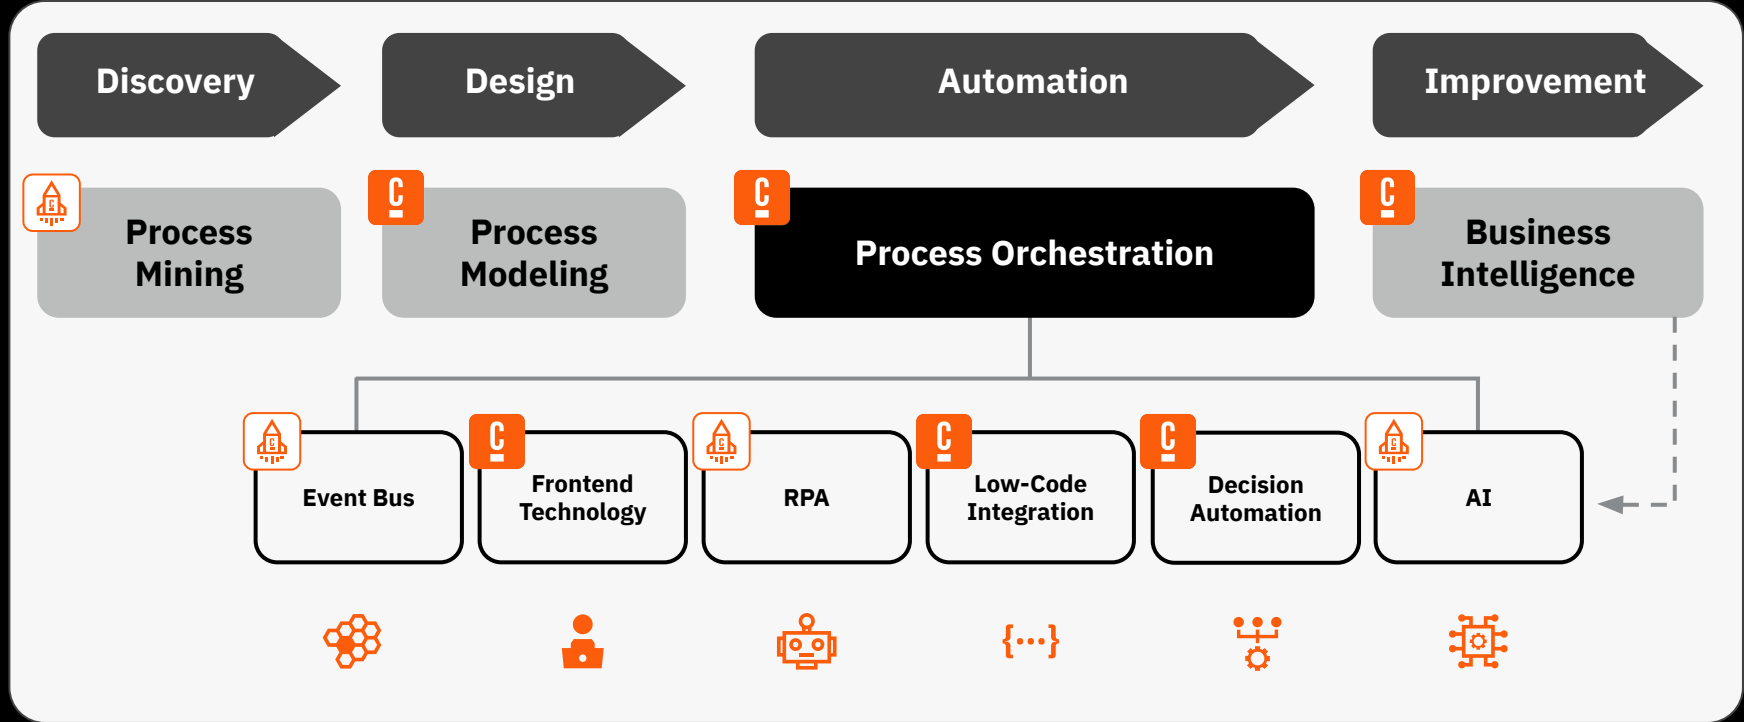 Discovery
Design
Automation
Improvement
C
Process
Mining
C
Process
Modeling
C
Process Orchestration
C
Business
Intelligence
C
Event Bus
C
Frontend
Technology
C
RPA
C
Low-Code
Integration
C
Decision
Automation
C
AI
{...}